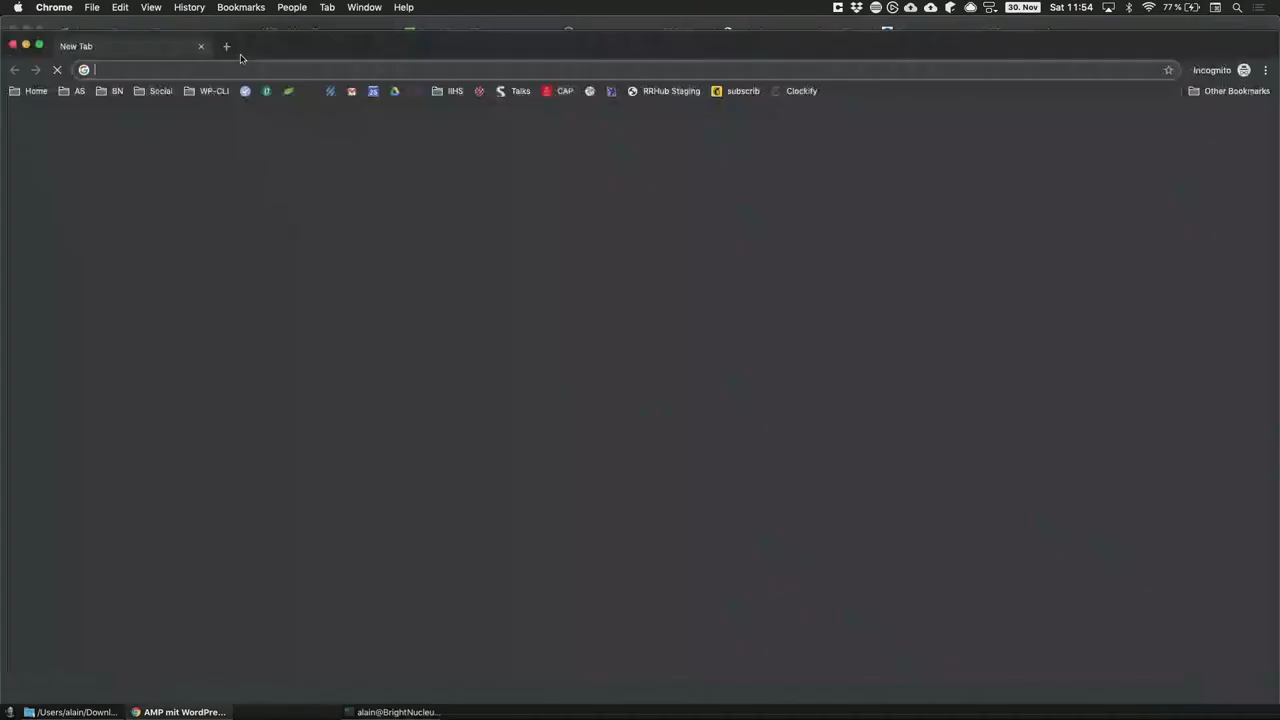 Chrome File Edit View History Bookmarks People Tab Window Help 30. Nov Sat 11:54 77%
New Tab
Incognito
Home AS BN Social WP-CLI IIHS Talks CAP RRHub Staging subscrib Clockify Other Bookmarks
/Users/alain/Downl... AMP mit WordPre... alain@BrightNucleu...